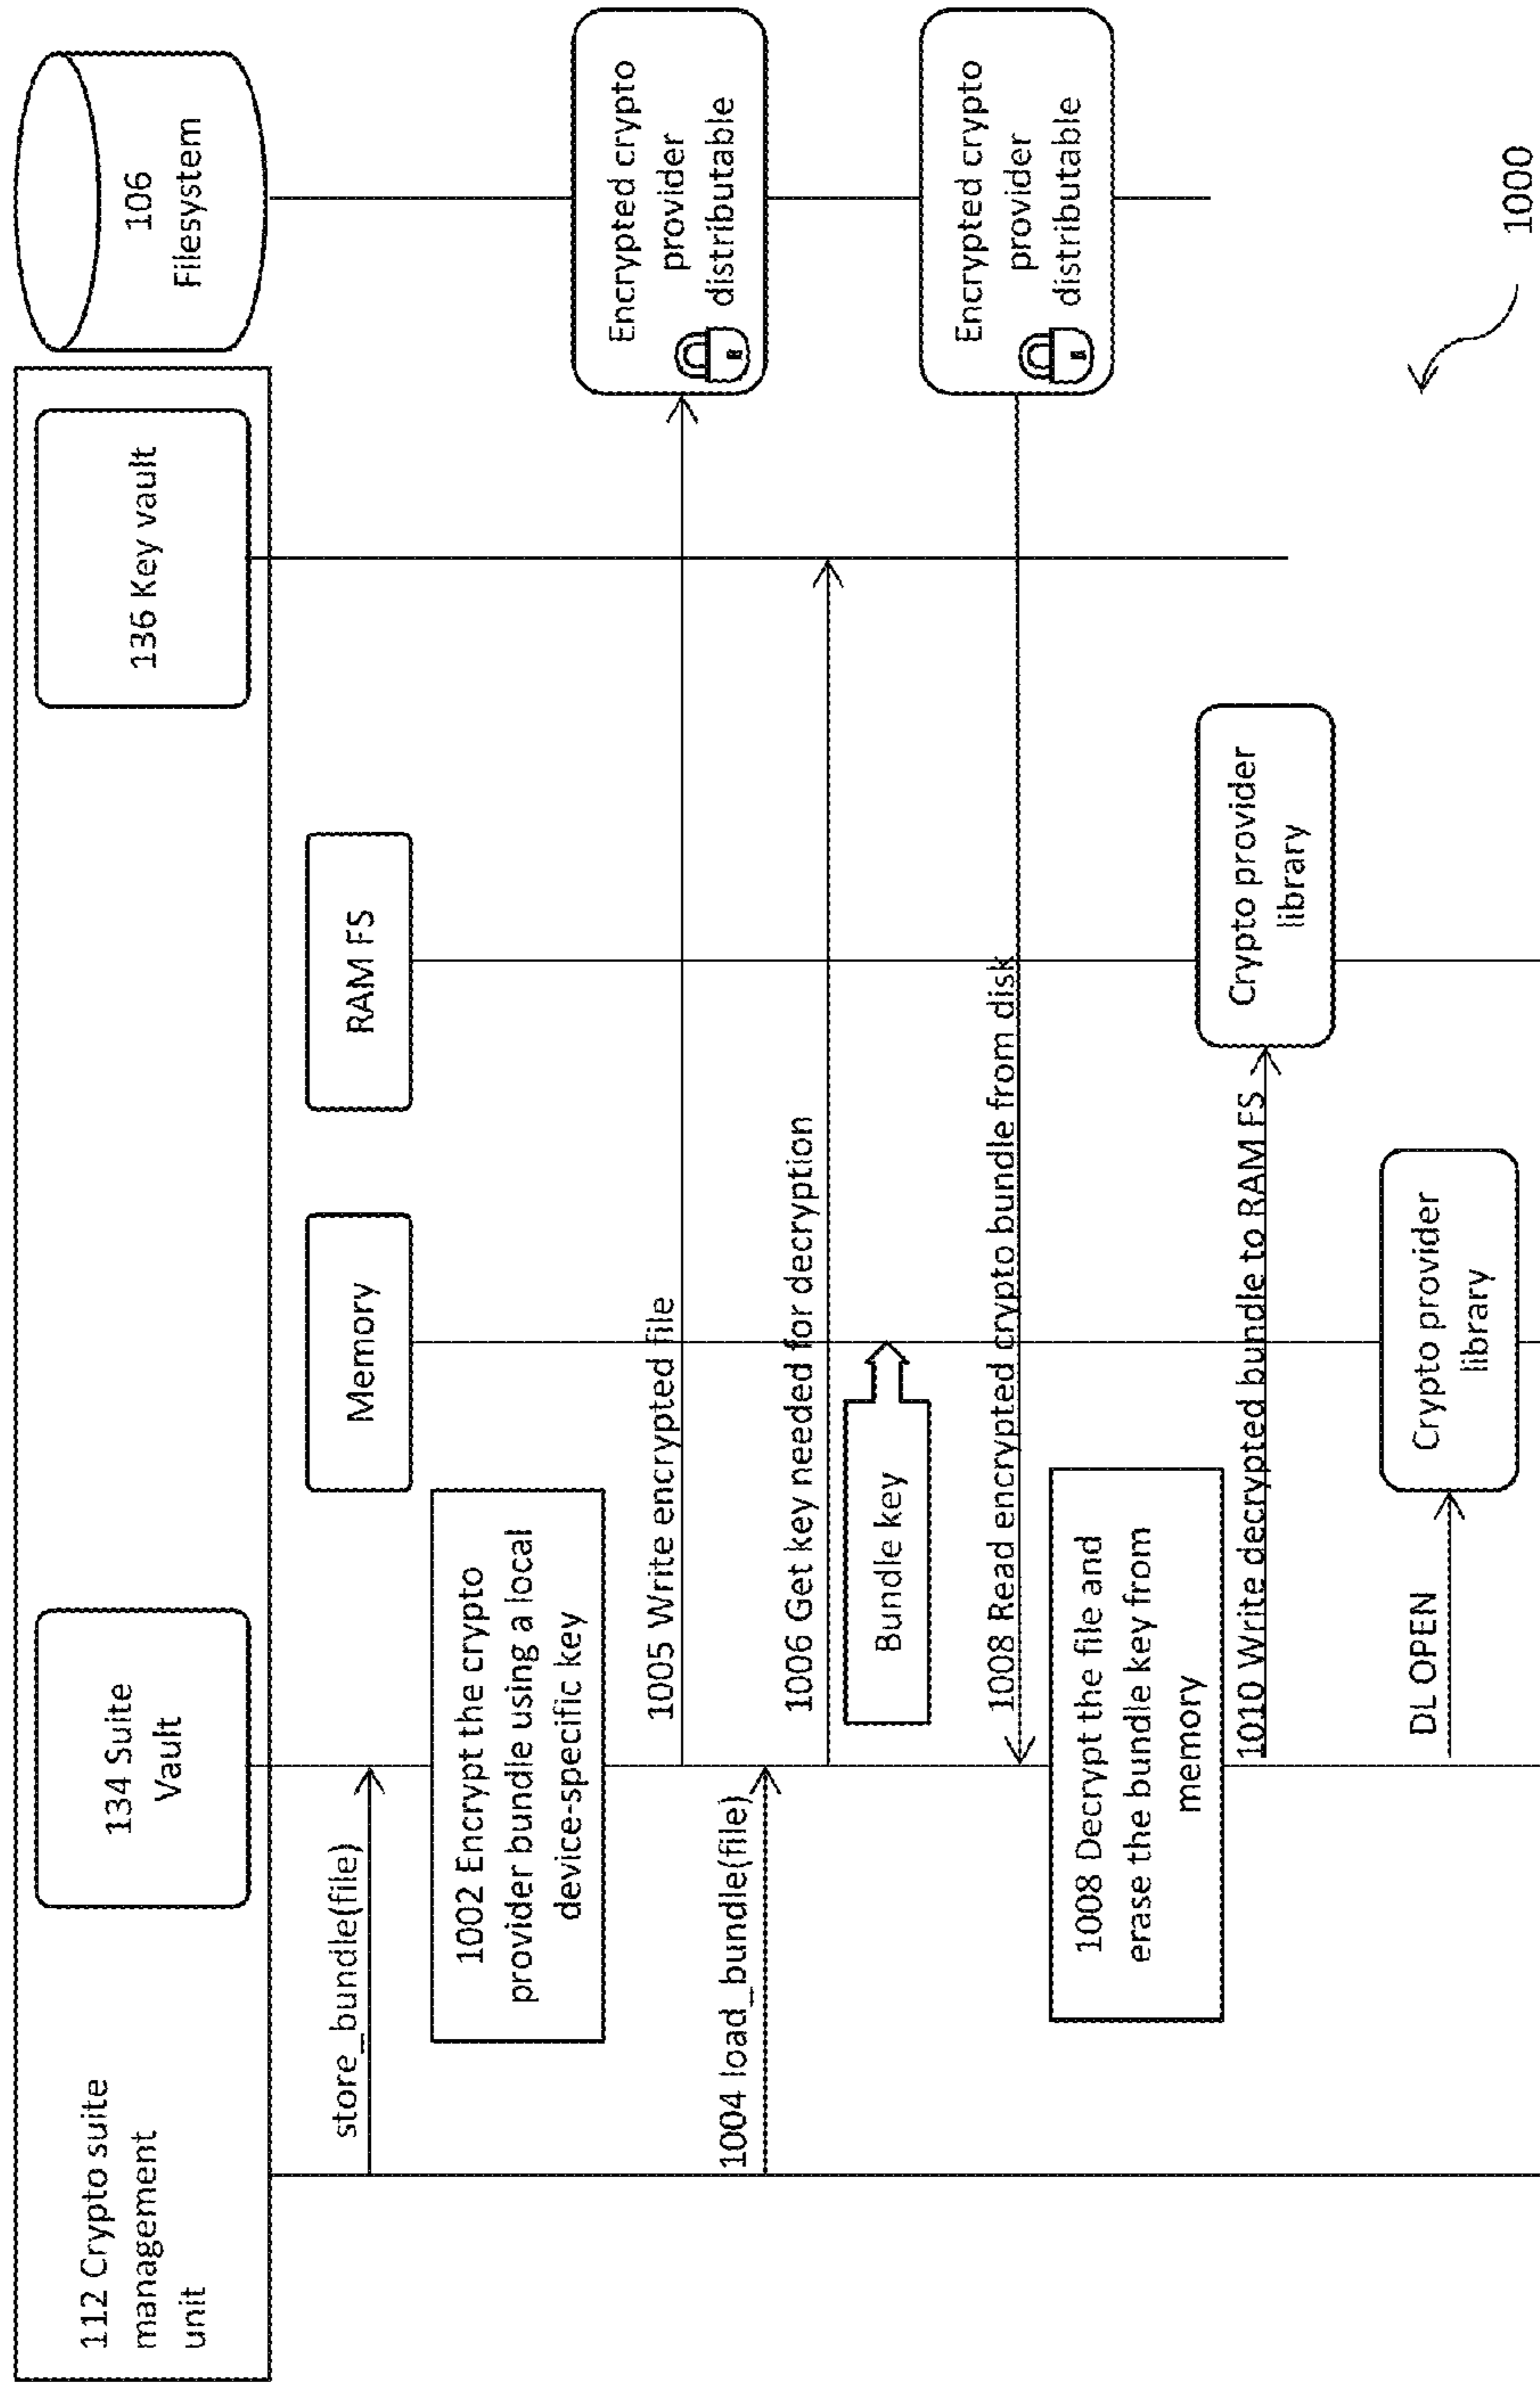 112 Crypto suite
management
unit
134 Suite
Vault
136 Key vault
106
Filesystem
Memory
RAM FS
store_bundle(file)
1002 Encrypt the crypto
provider bundle using a local
device-specific key
1005 Write encrypted file
Encrypted crypto
provider
distributable
1004 load_bundle(file)
1006 Get key needed for decryption
Bundle key
1008 Read encrypted crypto bundle from disk
Encrypted crypto
provider
distributable
1008 Decrypt the file and
erase the bundle key from
memory
1010 Write decrypted bundle to RAM FS
Crypto provider
library
DL OPEN
Crypto provider
library
1000